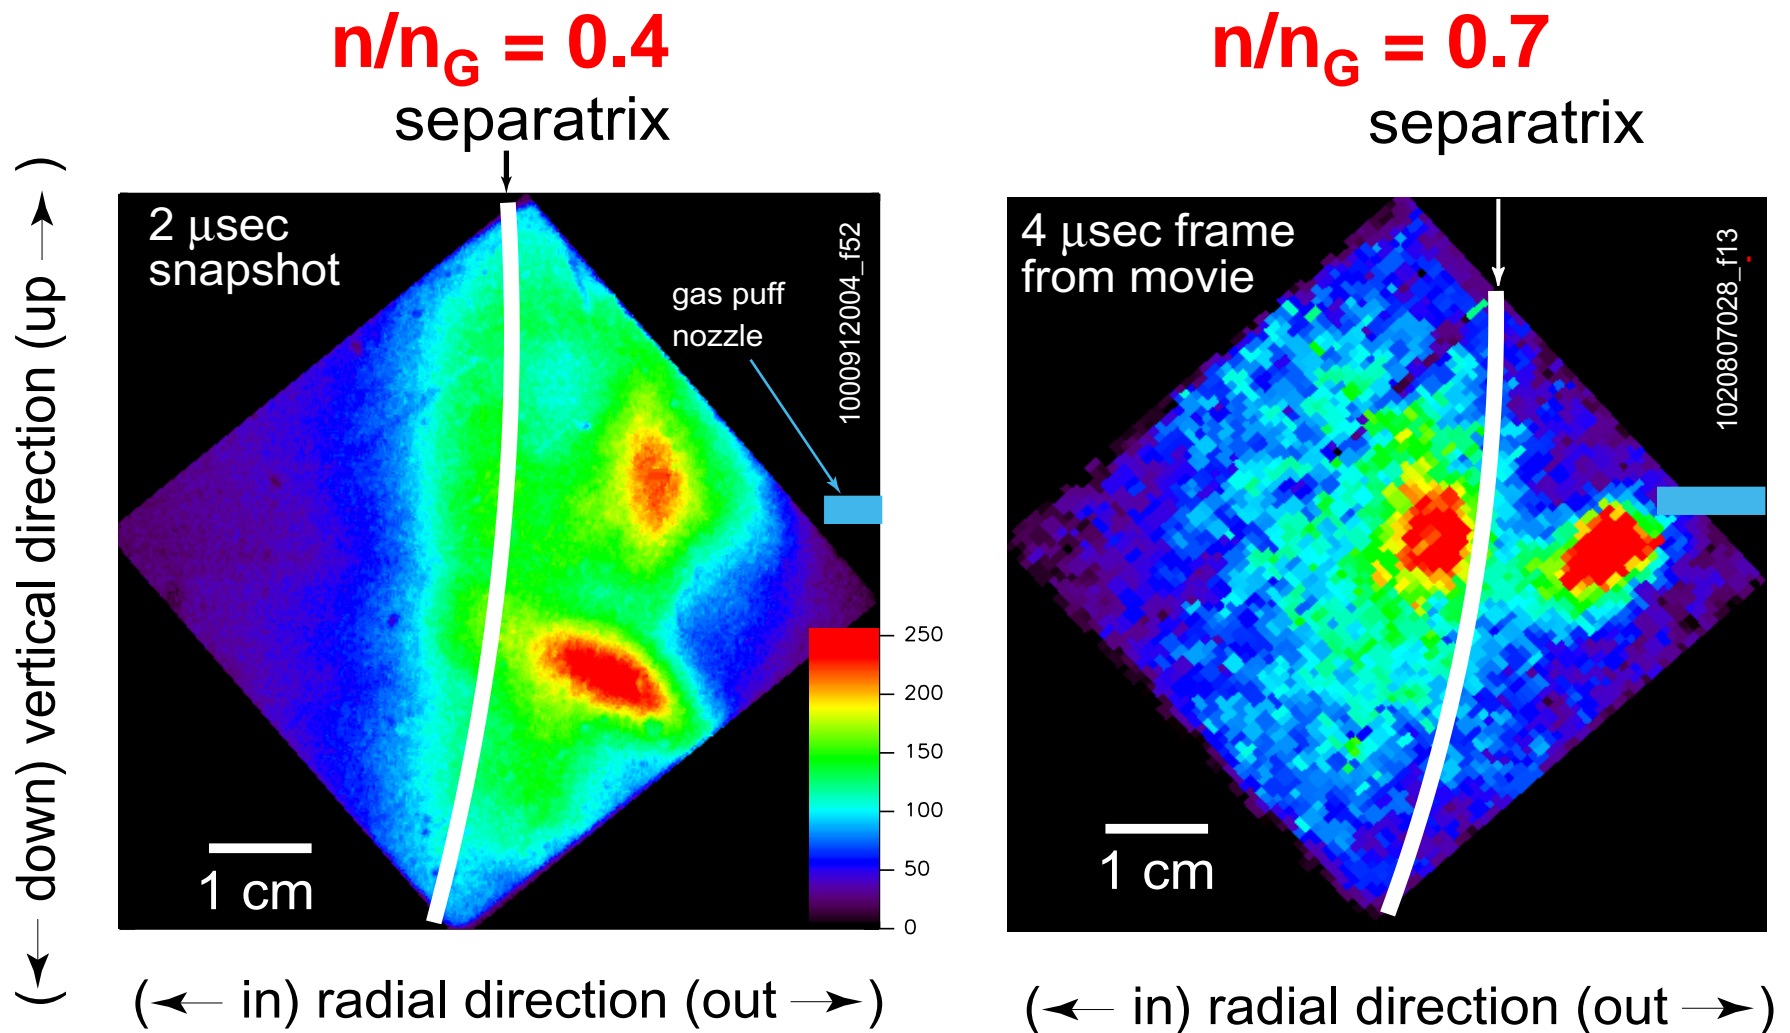 n/nG = 0.4
separatrix
2 μsec
snapshot
1000912004_f52
gas puff
nozzle
250
200
150
100
50
0
1 cm
(← down) vertical direction (up →)
(← in) radial direction (out →)
n/nG = 0.7
separatrix
4 μsec frame
from movie
1020807028_f13
1 cm
(← in) radial direction (out →)